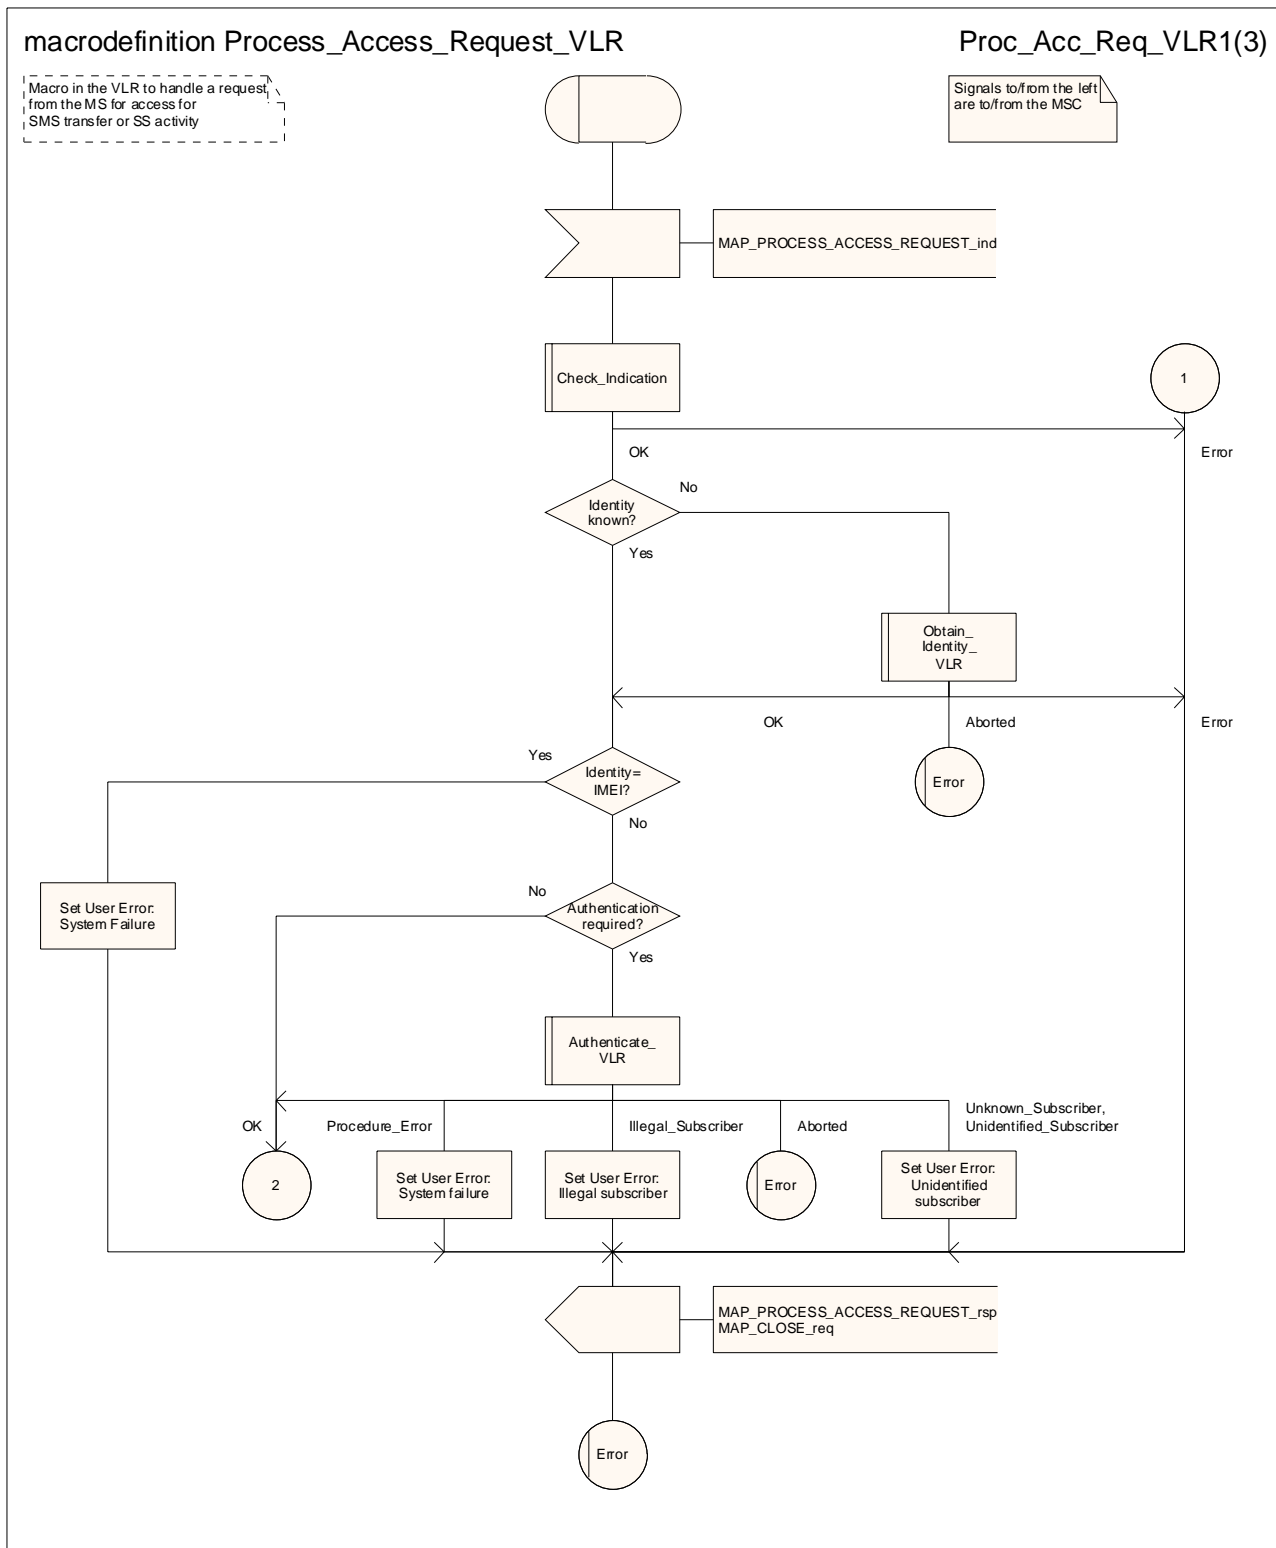 macrodefinition Process_Access_Request_VLR
Proc_Acc_Req_VLR1(3)
Macro in the VLR to handle a request
from the MS for access for
SMS transfer or SS activity
Signals to/from the left
are to/from the MSC
MAP_PROCESS_ACCESS_REQUEST_ind
Check_Indication
1
OK
Error
No
Identity
known?
Yes
Obtain_
Identity_
VLR
OK
Aborted
Error
Yes
Identity=
IMEI?
Error
No
No
Set User Error:
System Failure
Authentication
required?
Yes
Authenticate_
VLR
OK
Procedure_Error
Illegal_Subscriber
Aborted
Unknown_Subscriber,
Unidentified_Subscriber
2
Set User Error:
System failure
Set User Error:
Illegal subscriber
Error
Set User Error:
Unidentified
subscriber
MAP_PROCESS_ACCESS_REQUEST_rsp
MAP_CLOSE_req
Error